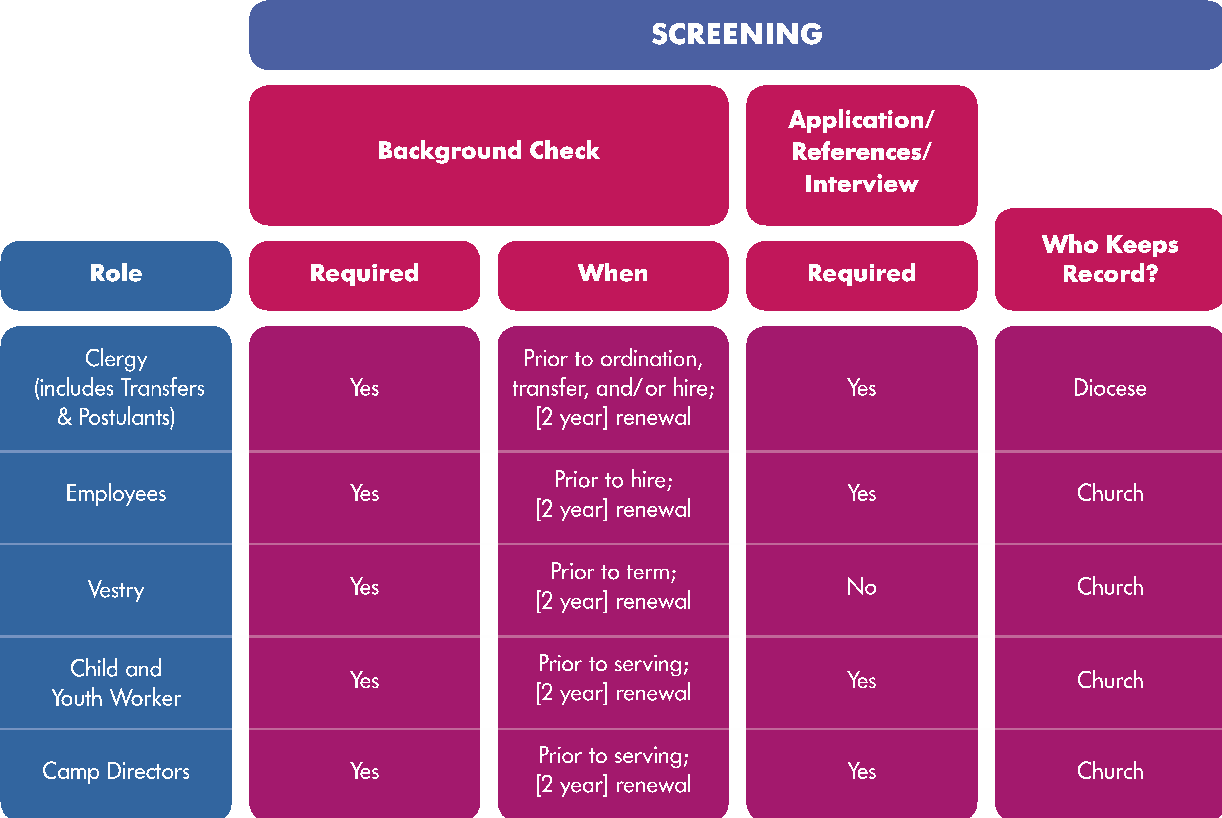 SCREENING
Background Check
Application/
References/
Interview
Who Keeps
Record?
Role
Required
When
Required
Clergy
(includes Transfers
& Postulants)
Yes
Prior to ordination,
transfer, and/or hire;
[2 year] renewal
Yes
Diocese
Employees
Yes
Prior to hire;
[2 year] renewal
Yes
Church
Vestry
Yes
Prior to term;
[2 year] renewal
No
Church
Child and
Youth Worker
Yes
Prior to serving;
[2 year] renewal
Yes
Church
Camp Directors
Yes
Prior to serving;
[2 year] renewal
Yes
Church